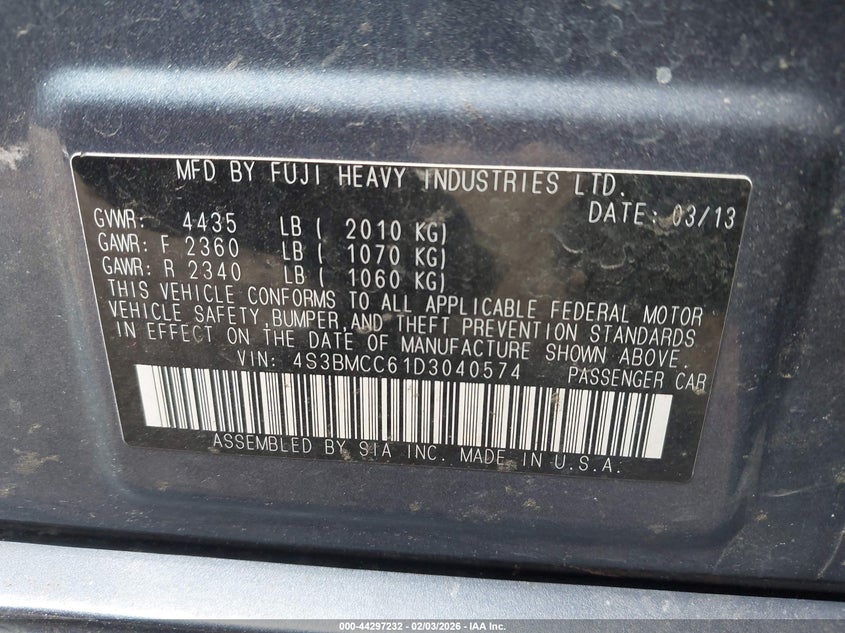 MFD BY FUJI HEAVY INDUSTRIES LTD.
DATE: 03/13
GVWR: 4435 LB ( 2010 KG)
GAWR: F 2360 LB ( 1070 KG)
GAWR: R 2340 LB ( 1060 KG)
THIS VEHICLE CONFORMS TO ALL APPLICABLE FEDERAL MOTOR
VEHICLE SAFETY,BUMPER,AND THEFT PREVENTION STANDARDS
IN EFFECT ON THE DATE OF MANUFACTURE SHOWN ABOVE.
VIN: 4S3BMCC61D3040574 PASSENGER CAR
ASSEMBLED BY SIA INC. MADE IN U.S.A.
000-44297232 - 02/03/2026 - IAA Inc.